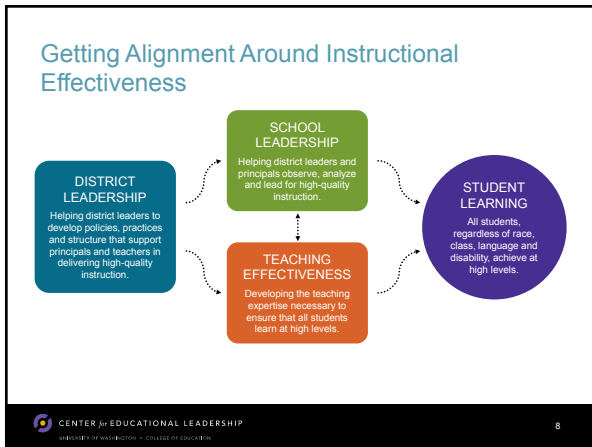 Getting Alignment Around Instructional
Effectiveness
SCHOOL
LEADERSHIP
Helping district leaders and
principals observe, analyze
and lead for high-quality
instruction.
DISTRICT
LEADERSHIP
Helping district leaders to
develop policies, practices
and structure that support
principals and teachers in
delivering high-quality
instruction.
TEACHING
EFFECTIVENESS
Developing the teaching
expertise necessary to
ensure that all students
learn at high levels.
STUDENT
LEARNING
All students,
regardless of race,
class, language and
disability, achieve at
high levels.
CENTER for EDUCATIONAL LEADERSHIP
UNIVERSITY OF WASHINGTON • COLLEGE OF EDUCATION
8